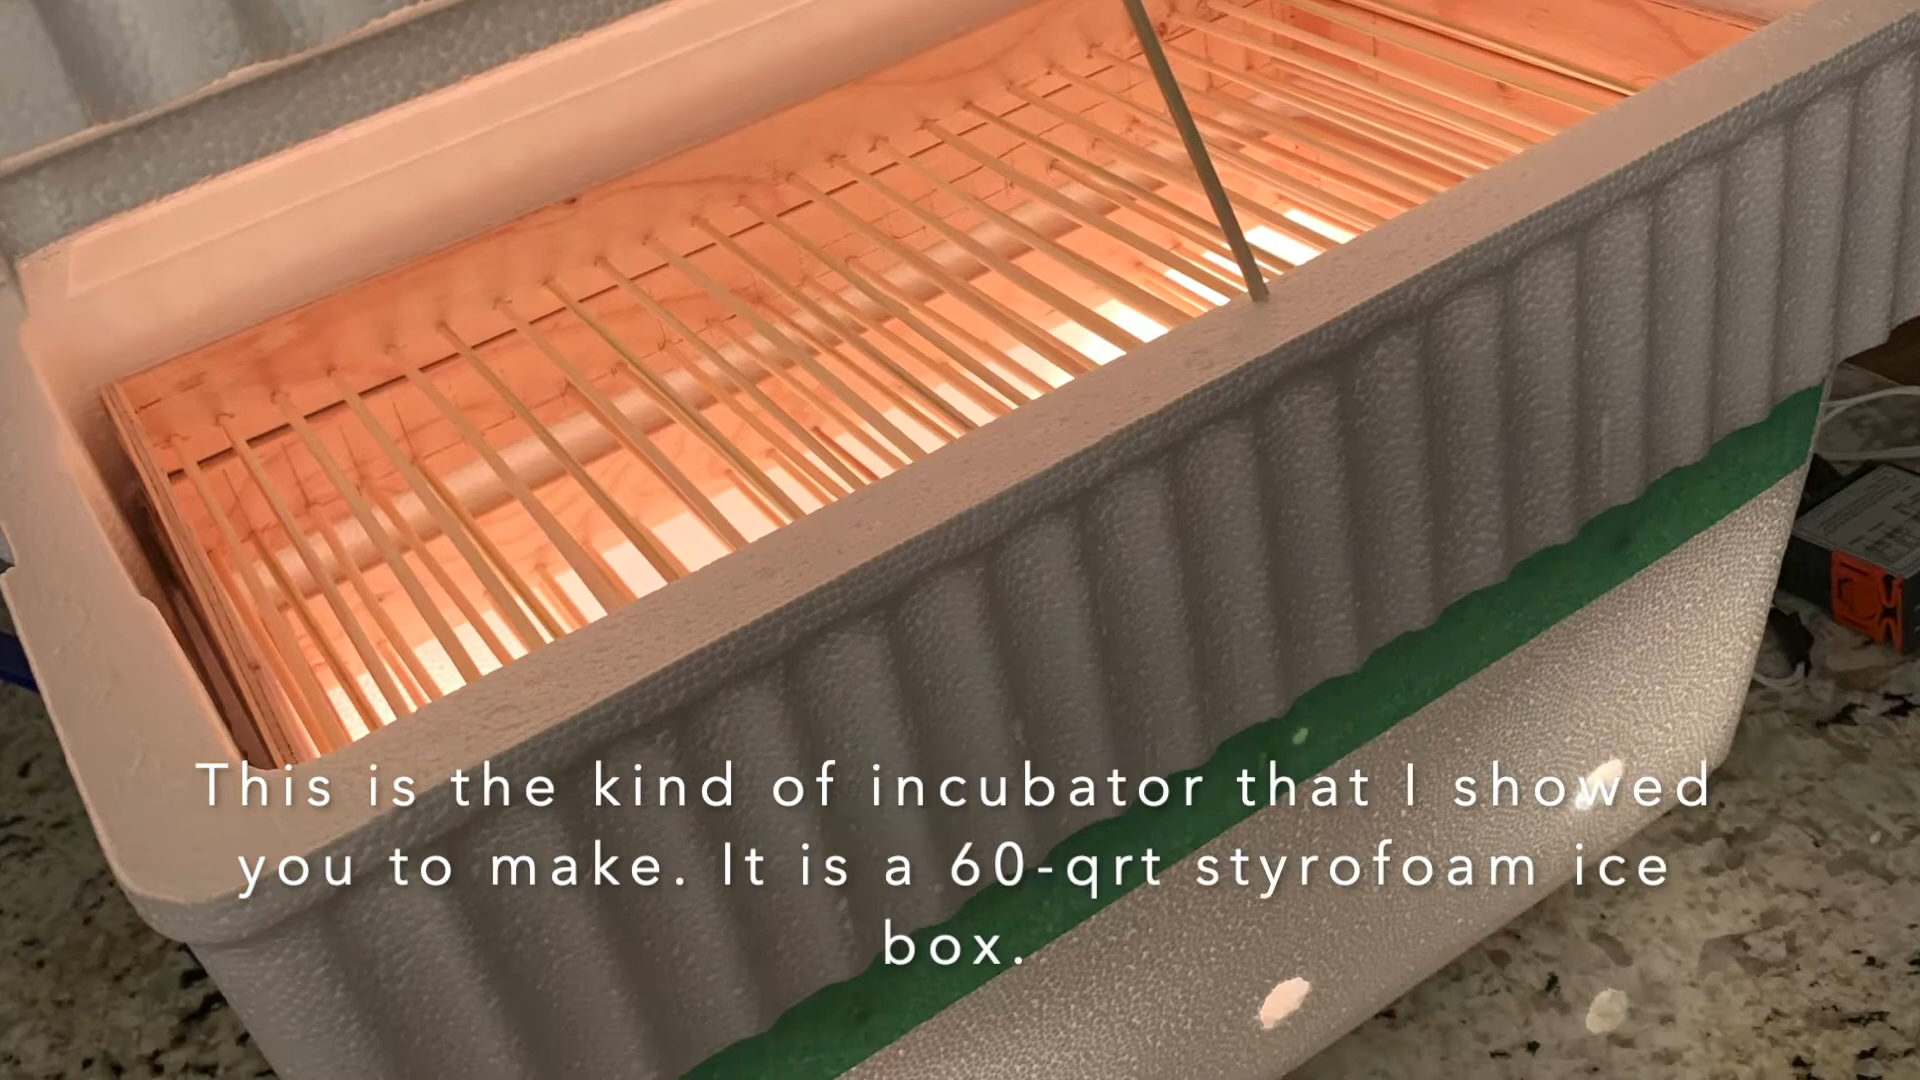 This is the kind of incubator that I showed
you to make. It is a 60-qrt styrofoam ice
box.